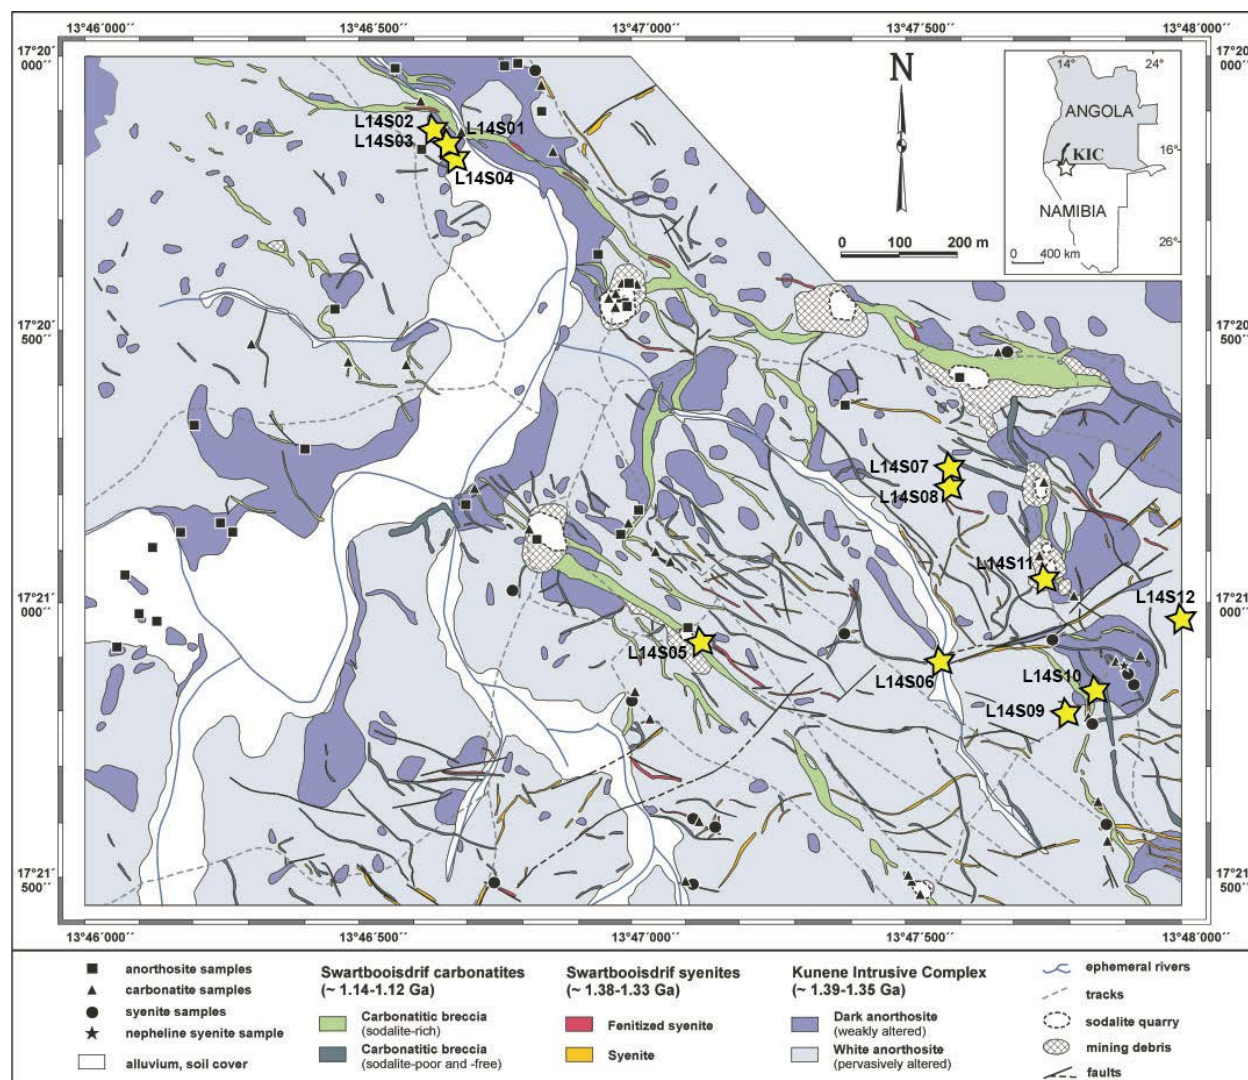 13°46´000´´ 13°46´500´´ 13°47´000´´ 13°47´500´´ 13°48´000´´
17°20´
000´´
17°20´
000´´
N
14° 24°
ANGOLA
16°
KIC
NAMIBIA
26°
0 400 km
0 100 200 m
L14S02
L14S01
L14S03
L14S04
17°20´
500´´
17°20´
500´´
L14S07
L14S08
L14S11
L14S12
17°21´
000´´
17°21´
000´´
L14S05
L14S06
L14S10
L14S09
17°21´
500´´
17°21´
500´´
13°46´000´´ 13°46´500´´ 13°47´000´´ 13°47´500´´ 13°48´000´´
anorthosite samples
carbonatite samples
syenite samples
nepheline syenite sample
alluvium, soil cover
Swartbooisdrif carbonatites
(~ 1.14-1.12 Ga)
Carbonatitic breccia
(sodalite-rich)
Carbonatitic breccia
(sodalite-poor and -free)
Swartbooisdrif syenites
(~ 1.38-1.33 Ga)
Fenitized syenite
Syenite
Kunene Intrusive Complex
(~ 1.39-1.35 Ga)
Dark anorthosite
(weakly altered)
White anorthosite
(pervasively altered)
ephemeral rivers
tracks
sodalite quarry
mining debris
faults